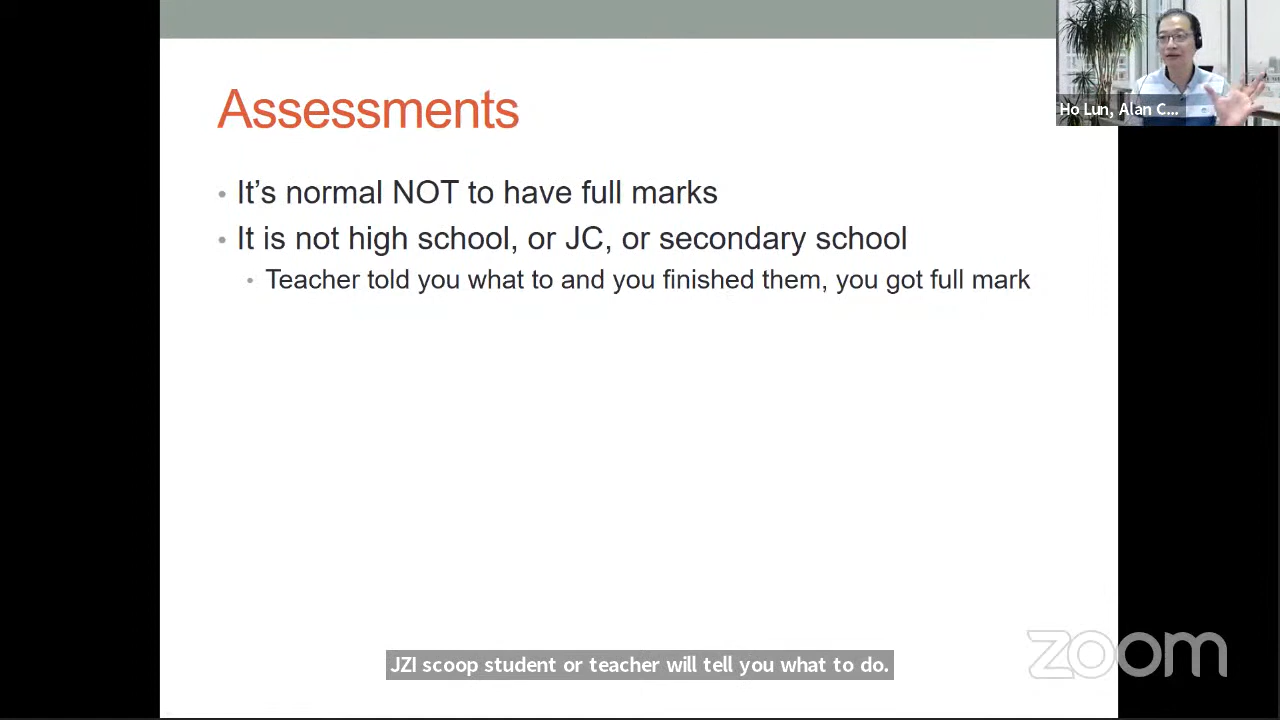 Assessments
• It’s normal NOT to have full marks
• It is not high school, or JC, or secondary school
• Teacher told you what to and you finished them, you got full mark
Ho Lun, Alan C...
JZI scoop student or teacher will tell you what to do.
zoom